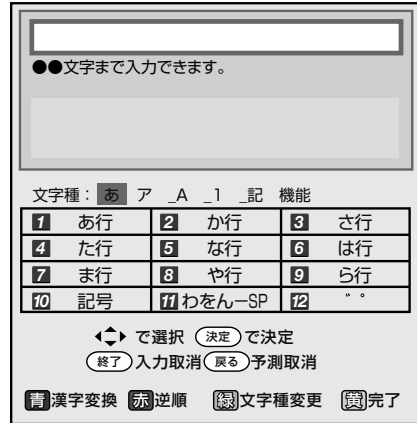 ●●文字まで入力できます。
文字種： あ ア _A _1 _記 機能
1 あ行 2 か行 3 さ行
4 た行 5 な行 6 は行
7 ま行 8 や行 9 ら行
10 記号 11 わをんーSP 12 ゛゜
で選択 決定 で決定
終了 入力取消 戻る 予測取消
青 漢字変換 赤 逆順 緑 文字種変更 黄 完了